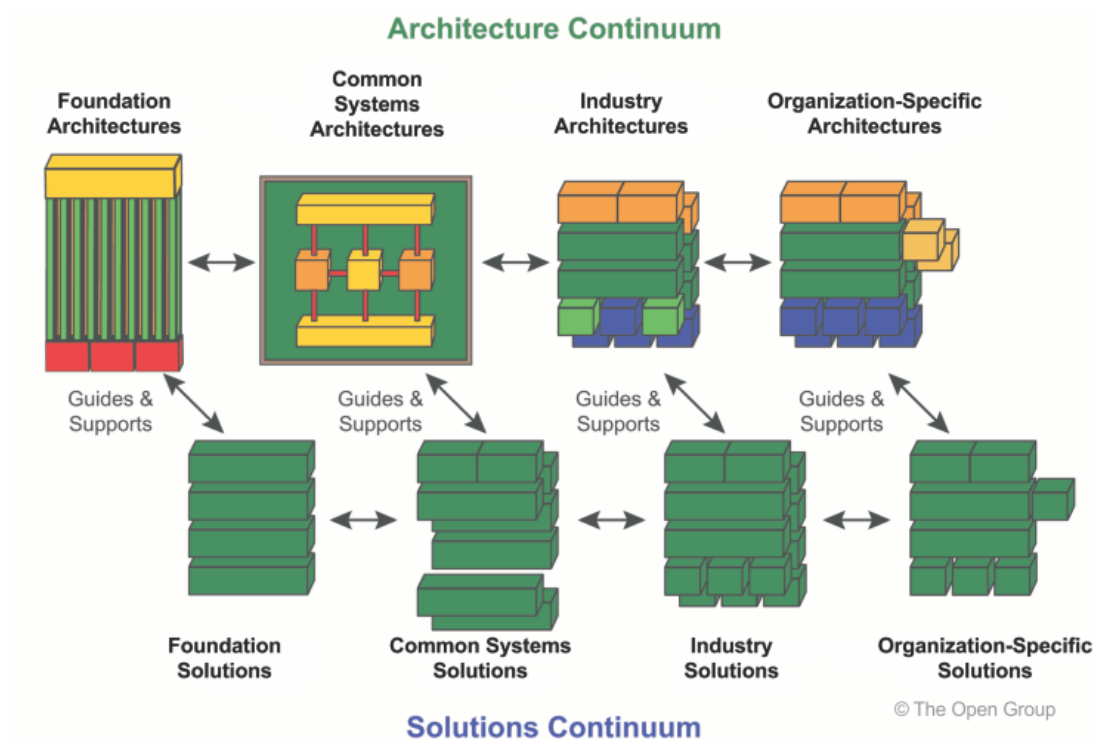 Architecture Continuum
Foundation
Architectures
Common
Systems
Architectures
Industry
Architectures
Organization-Specific
Architectures
Guides &
Supports
Guides &
Supports
Guides &
Supports
Guides &
Supports
Foundation
Solutions
Common Systems
Solutions
Industry
Solutions
Organization-Specific
Solutions
© The Open Group
Solutions Continuum